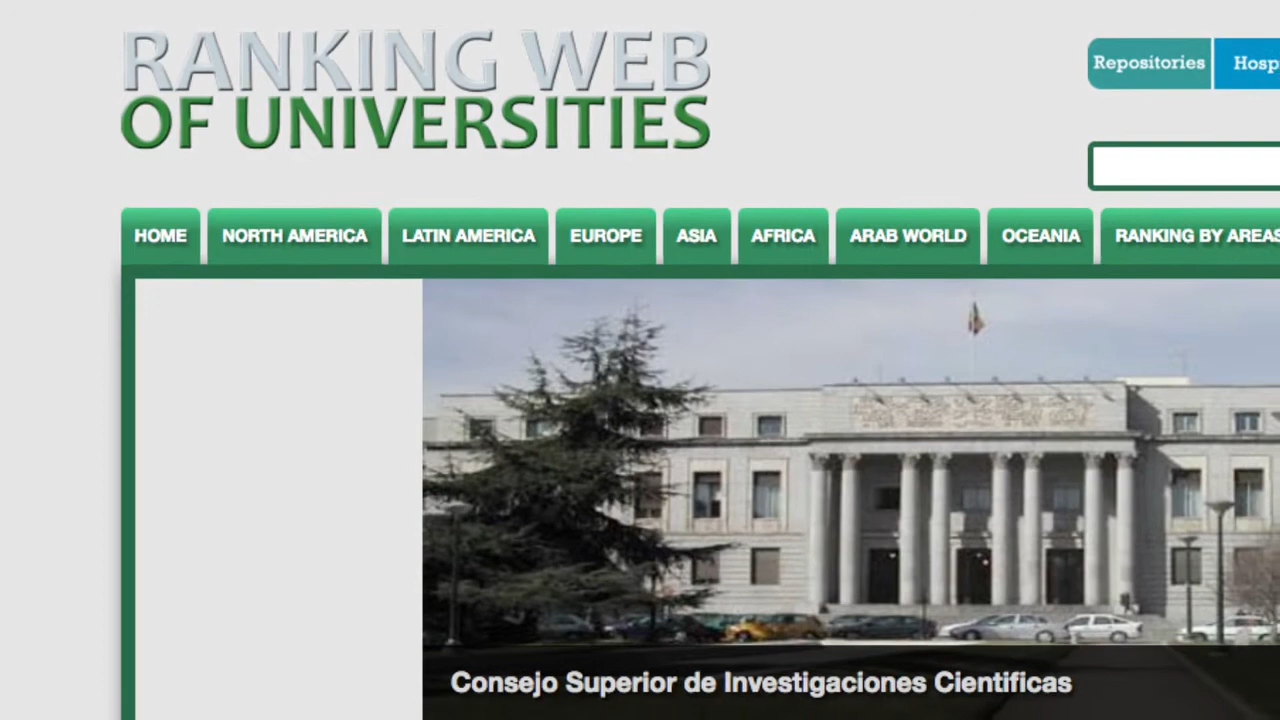 RANKING WEB
OF UNIVERSITIES
Repositories
HOME
NORTH AMERICA
LATIN AMERICA
EUROPE
ASIA
AFRICA
ARAB WORLD
OCEANIA
RANKING BY AREAS
Consejo Superior de Investigaciones Cientificas